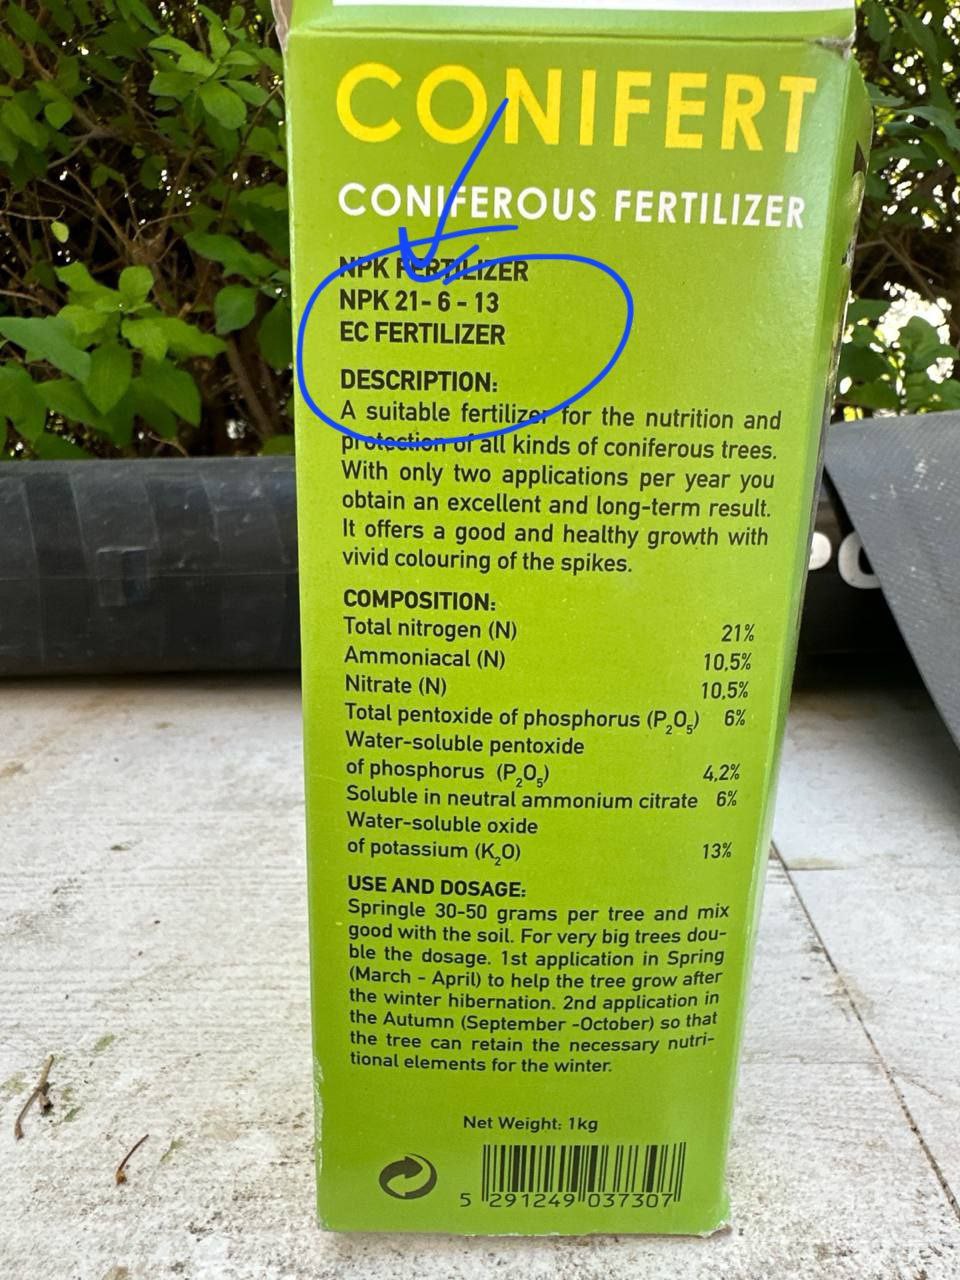 CONIFERT
CONIFEROUS FERTILIZER
NPK FERTILIZER
NPK 21- 6 - 13
EC FERTILIZER
DESCRIPTION:
A suitable fertilizer for the nutrition and
protection of all kinds of coniferous trees.
With only two applications per year you
obtain an excellent and long-term result.
It offers a good and healthy growth with
vivid colouring of the spikes.
COMPOSITION:
Total nitrogen (N) 21%
Ammoniacal (N) 10,5%
Nitrate (N) 10,5%
Total pentoxide of phosphorus (P₂O₅) 6%
Water-soluble pentoxide
of phosphorus (P₂O₅) 4,2%
Soluble in neutral ammonium citrate 6%
Water-soluble oxide
of potassium (K₂O) 13%
USE AND DOSAGE:
Springle 30-50 grams per tree and mix
good with the soil. For very big trees dou-
ble the dosage. 1st application in Spring
(March - April) to help the tree grow after
the winter hibernation. 2nd application in
the Autumn (September -October) so that
the tree can retain the necessary nutri-
tional elements for the winter.
Net Weight: 1kg
5 291249 037307